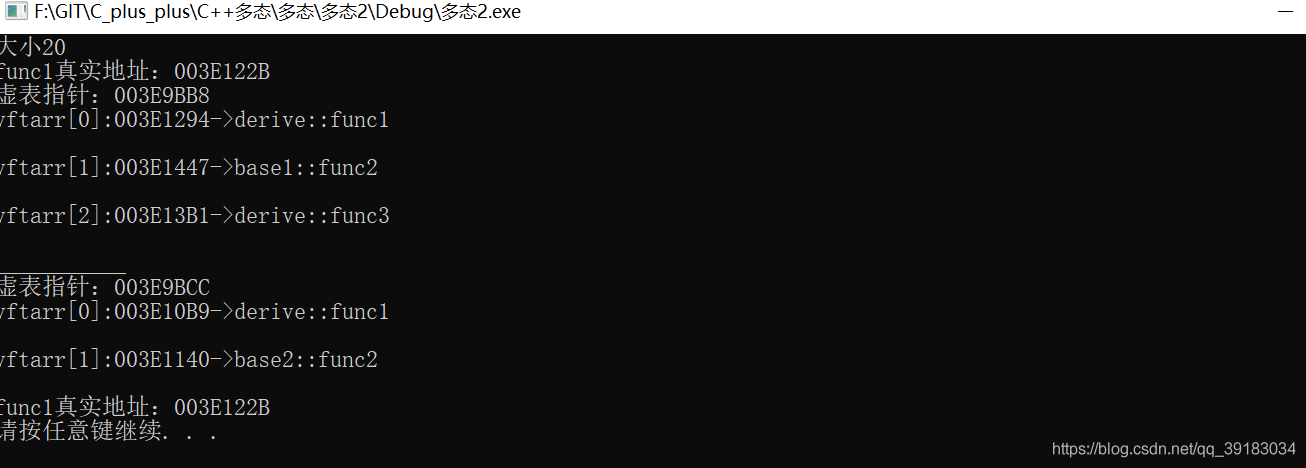 F:\GIT\C_plus_plus\C++多态\多态\多态2\Debug\多态2.exe
大小20
func1真实地址：003E122B
虚表指针：003E9BB8
vftarr[0]:003E1294->derive::func1
vftarr[1]:003E1447->base1::func2
vftarr[2]:003E13B1->derive::func3
___________
虚表指针：003E9BCC
vftarr[0]:003E10B9->derive::func1
vftarr[1]:003E1140->base2::func2
func1真实地址：003E122B
请按任意键继续. . .
https://blog.csdn.net/qq_39183034